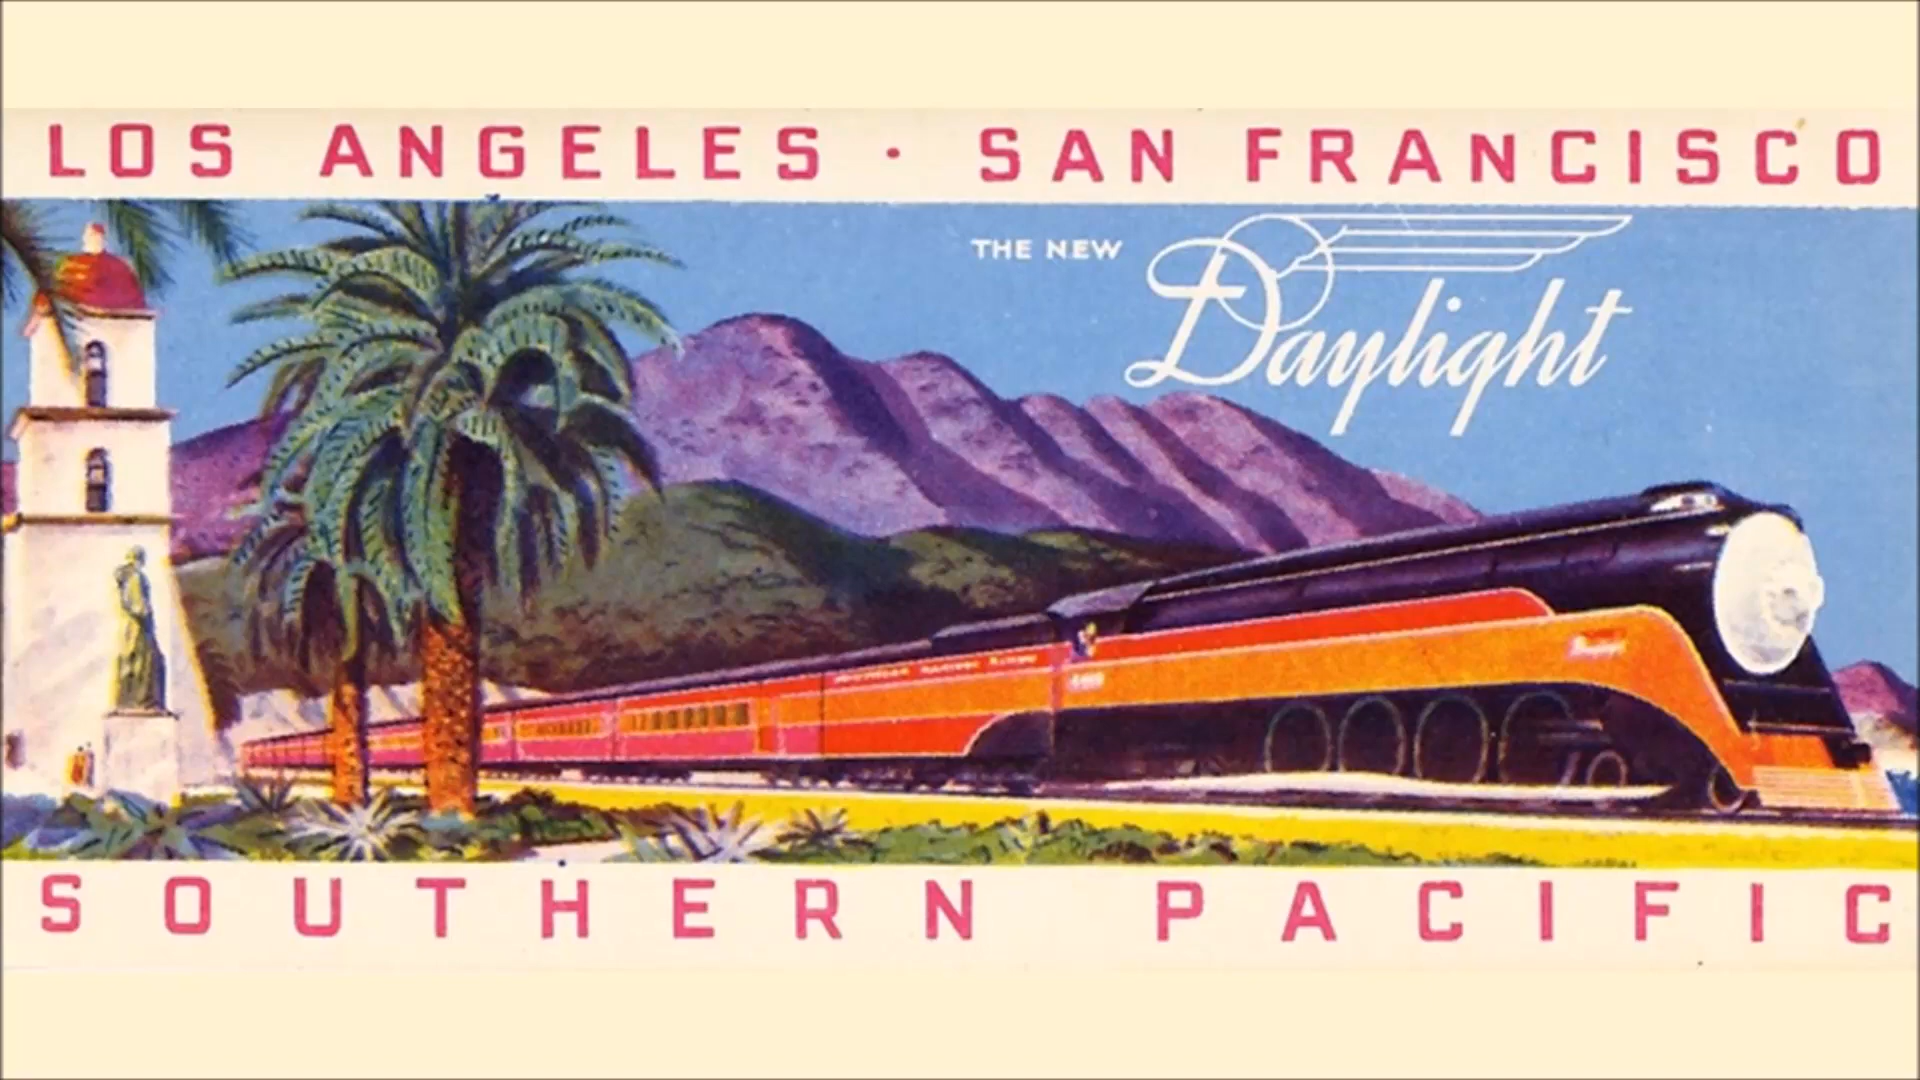 LOS ANGELES · SAN FRANCISCO
THE NEW
Daylight
SOUTHERN PACIFIC